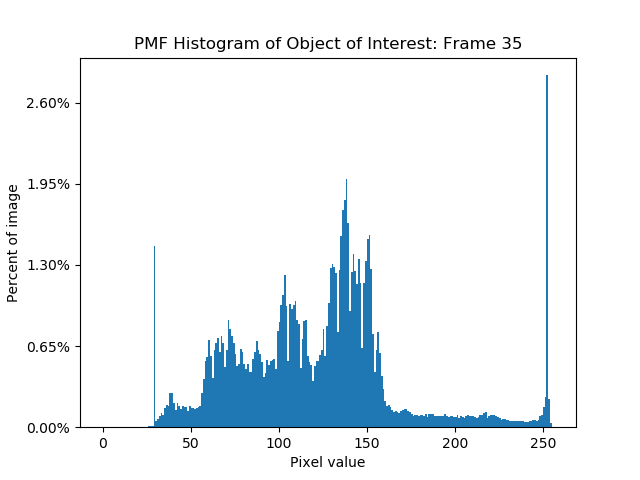 PMF Histogram of Object of Interest: Frame 35
2.60%
1.95%
1.30%
0.65%
0.00%
Percent of image
0 50 100 150 200 250
Pixel value